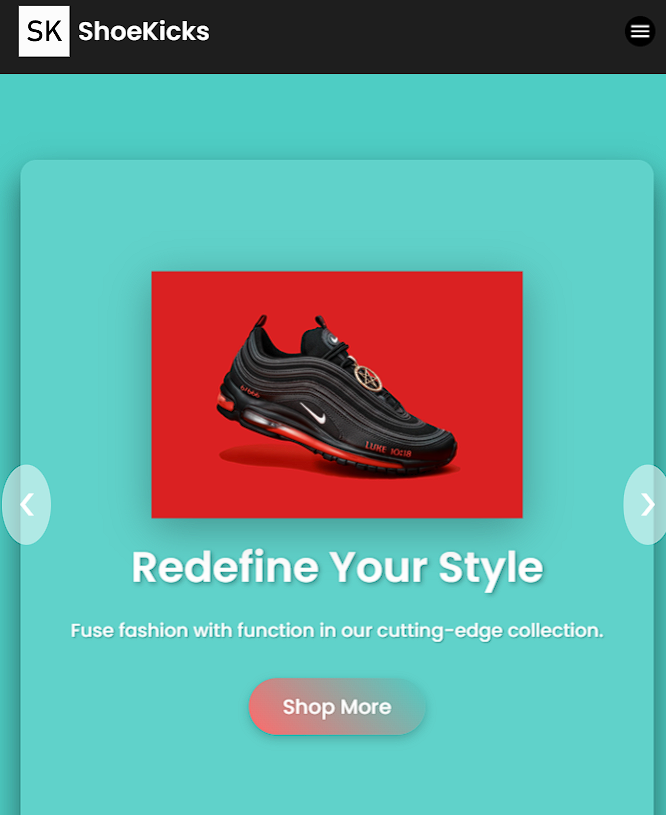 SK ShoeKicks
LUKE 10:18
Redefine Your Style
Fuse fashion with function in our cutting-edge collection.
Shop More